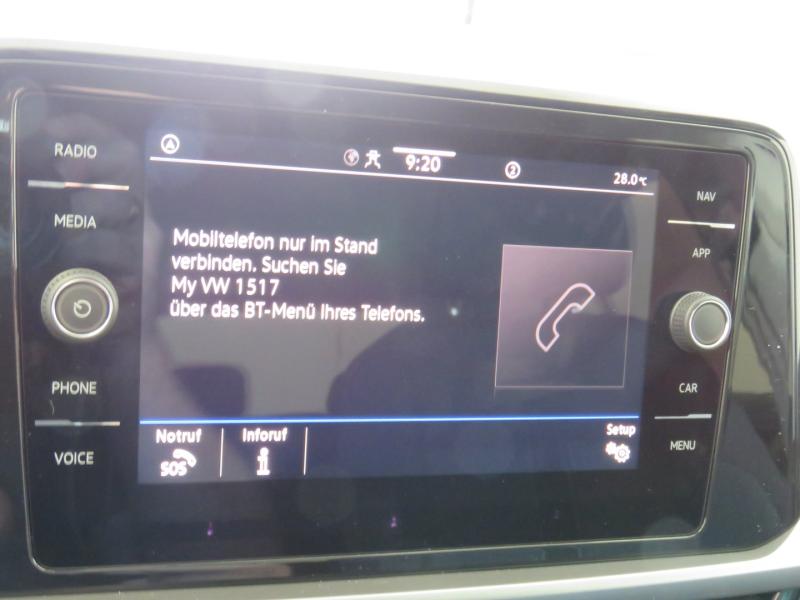 RADIO
MEDIA
PHONE
VOICE
9:20
2
28.0°C
Mobiltelefon nur im Stand
verbinden. Suchen Sie
My VW 1517
über das BT-Menü Ihres Telefons.
Notruf
SOS
Inforuf
Setup
NAV
APP
CAR
MENU